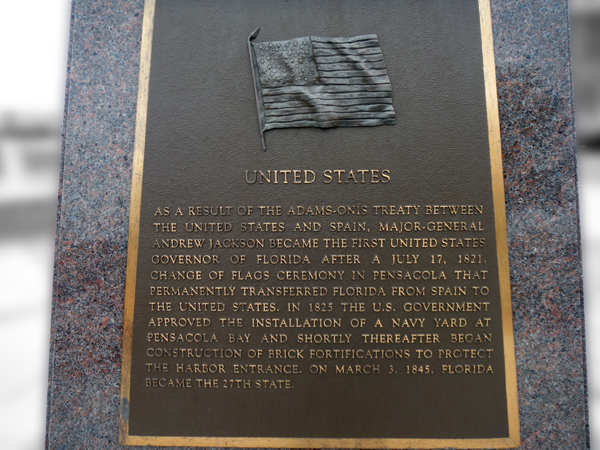 UNITED STATES
AS A RESULT OF THE ADAMS-ONÍS TREATY BETWEEN
THE UNITED STATES AND SPAIN, MAJOR-GENERAL
ANDREW JACKSON BECAME THE FIRST UNITED STATES
GOVERNOR OF FLORIDA AFTER A JULY 17, 1821,
CHANGE OF FLAGS CEREMONY IN PENSACOLA THAT
PERMANENTLY TRANSFERRED FLORIDA FROM SPAIN TO
THE UNITED STATES. IN 1825 THE U.S. GOVERNMENT
APPROVED THE INSTALLATION OF A NAVY YARD AT
PENSACOLA BAY AND SHORTLY THEREAFTER BEGAN
CONSTRUCTION OF BRICK FORTIFICATIONS TO PROTECT
THE HARBOR ENTRANCE. ON MARCH 3, 1845, FLORIDA
BECAME THE 27TH STATE.